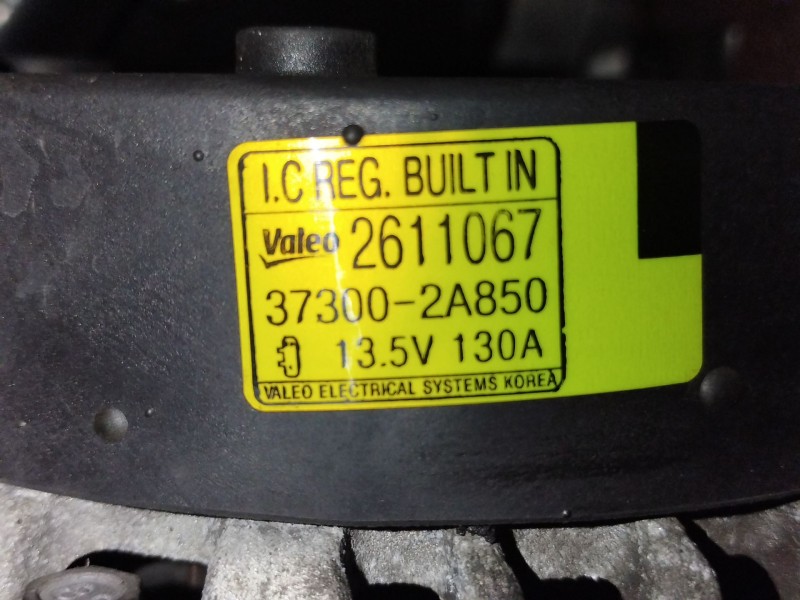 I.C REG. BUILT IN
Valeo 2611067
37300-2A850
13.5V 130A
VALEO ELECTRICAL SYSTEMS KOREA